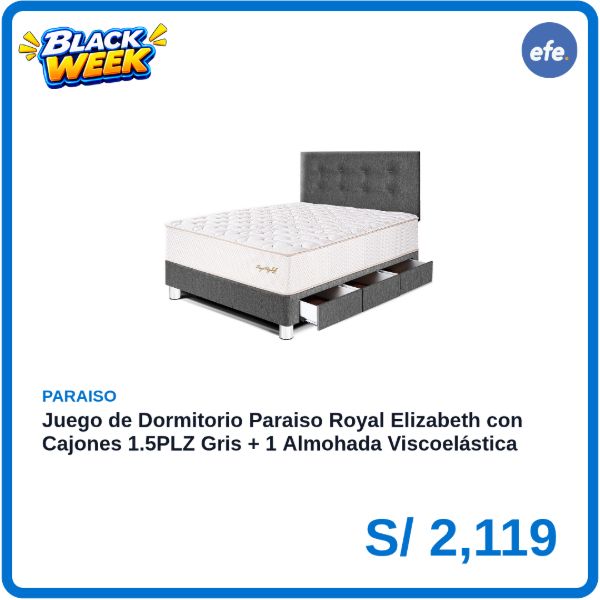 BLACK
WEEK
efe.
PARAISO
Juego de Dormitorio Paraiso Royal Elizabeth con
Cajones 1.5PLZ Gris + 1 Almohada Viscoelástica
S/ 2,119